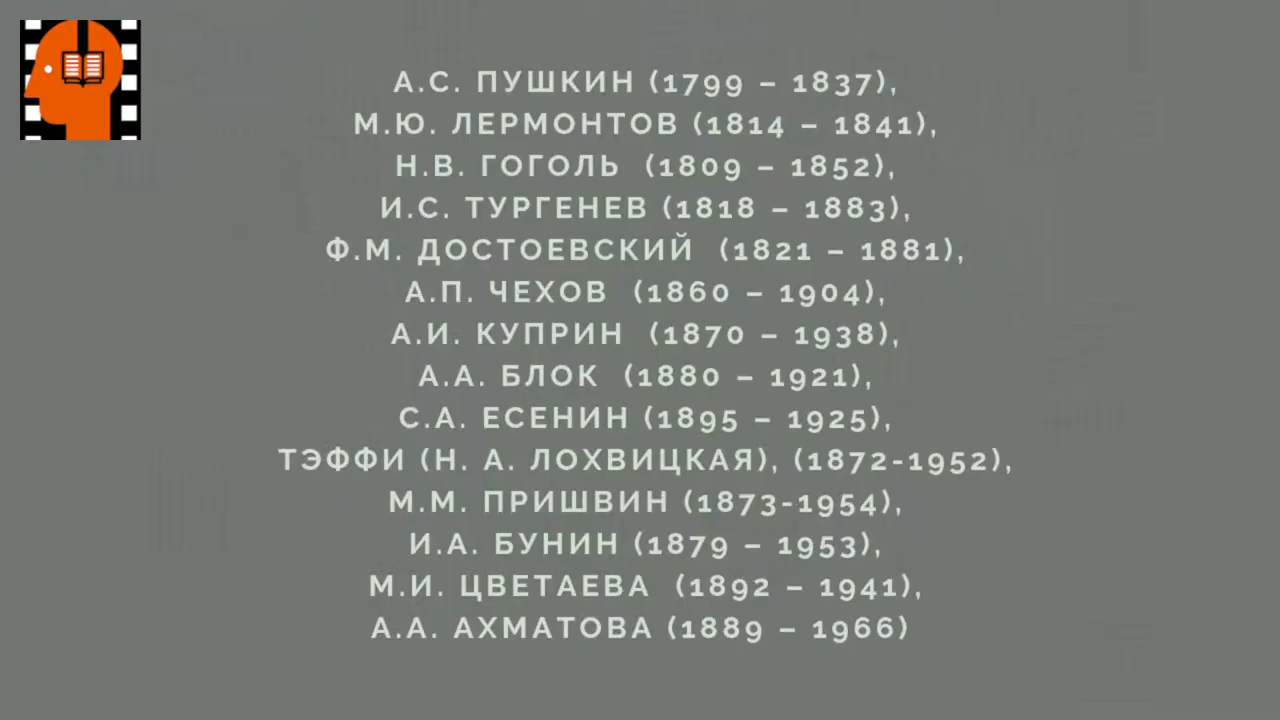 А.С. ПУШКИН (1799 – 1837),
М.Ю. ЛЕРМОНТОВ (1814 – 1841),
Н.В. ГОГОЛЬ (1809 – 1852),
И.С. ТУРГЕНЕВ (1818 – 1883),
Ф.М. ДОСТОЕВСКИЙ (1821 – 1881),
А.П. ЧЕХОВ (1860 – 1904),
А.И. КУПРИН (1870 – 1938),
А.А. БЛОК (1880 – 1921),
С.А. ЕСЕНИН (1895 – 1925),
ТЭФФИ (Н. А. ЛОХВИЦКАЯ), (1872-1952),
М.М. ПРИШВИН (1873-1954),
И.А. БУНИН (1879 – 1953),
М.И. ЦВЕТАЕВА (1892 – 1941),
А.А. АХМАТОВА (1889 – 1966)